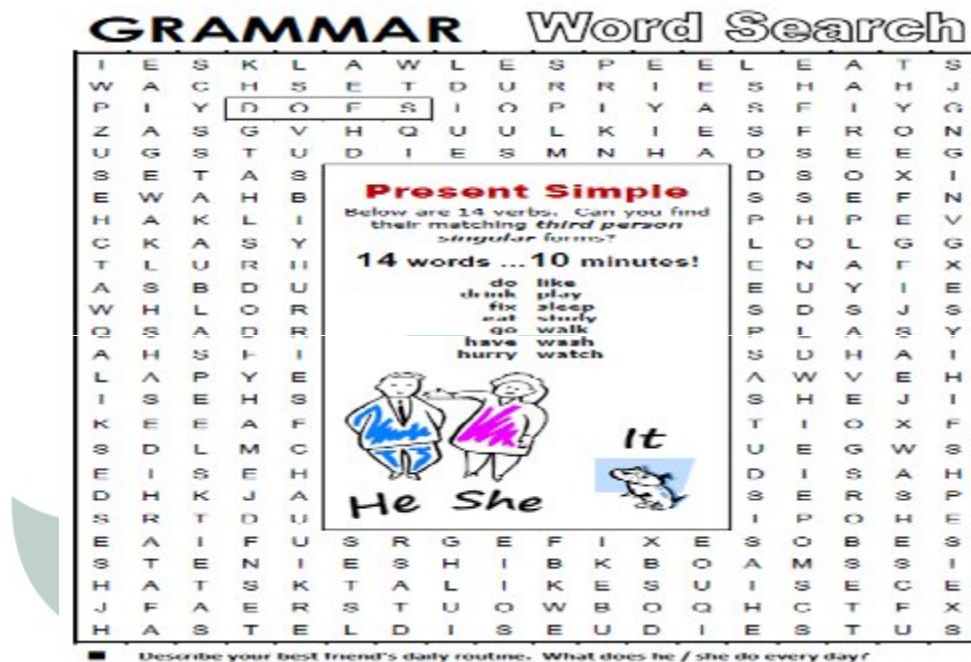 GRAMMAR Word Search
I E S K L A W L E S P E E L E A T S
W A C H S E T D U R R I E S H A H J
P I Y D O E S I O P I Y A S F I Y G
Z A S G V H Q U U L K I E S F R O N
U G S T U D I E S M N H A D S E E G
S E T A S D S O X I
E W A H B S S E F N
H A K L I P H P E V
C K A S Y L O L G G
T L U R H E N A F X
A S B D U E U Y I E
W H L O R S D S J S
Q S A D R P L A S Y
A H S F I S D H A I
L A P Y E A W V E H
I S E H S S H E J I
K E E A F T I O X F
S D L M C U E G W S
E I S E H D I S A H
D H K J A S E R S P
S R T D U I P O H E
E A I F U S R G E F I X E S O B E S
S T E N I E S H I B K B O A M S S I
H A T S K T A L I K E S U I S E C E
J F A E R S T U O W B O Q H C T F X
H A S T E L D I S E U D I E S T U S
Present Simple
Below are 14 verbs. Can you find
their matching third person
singular forms?
14 words ...10 minutes!
do like
drink play
fix sleep
eat study
go walk
have wash
hurry watch
He She
It
Describe your best friend's daily routine. What does he / she do every day?